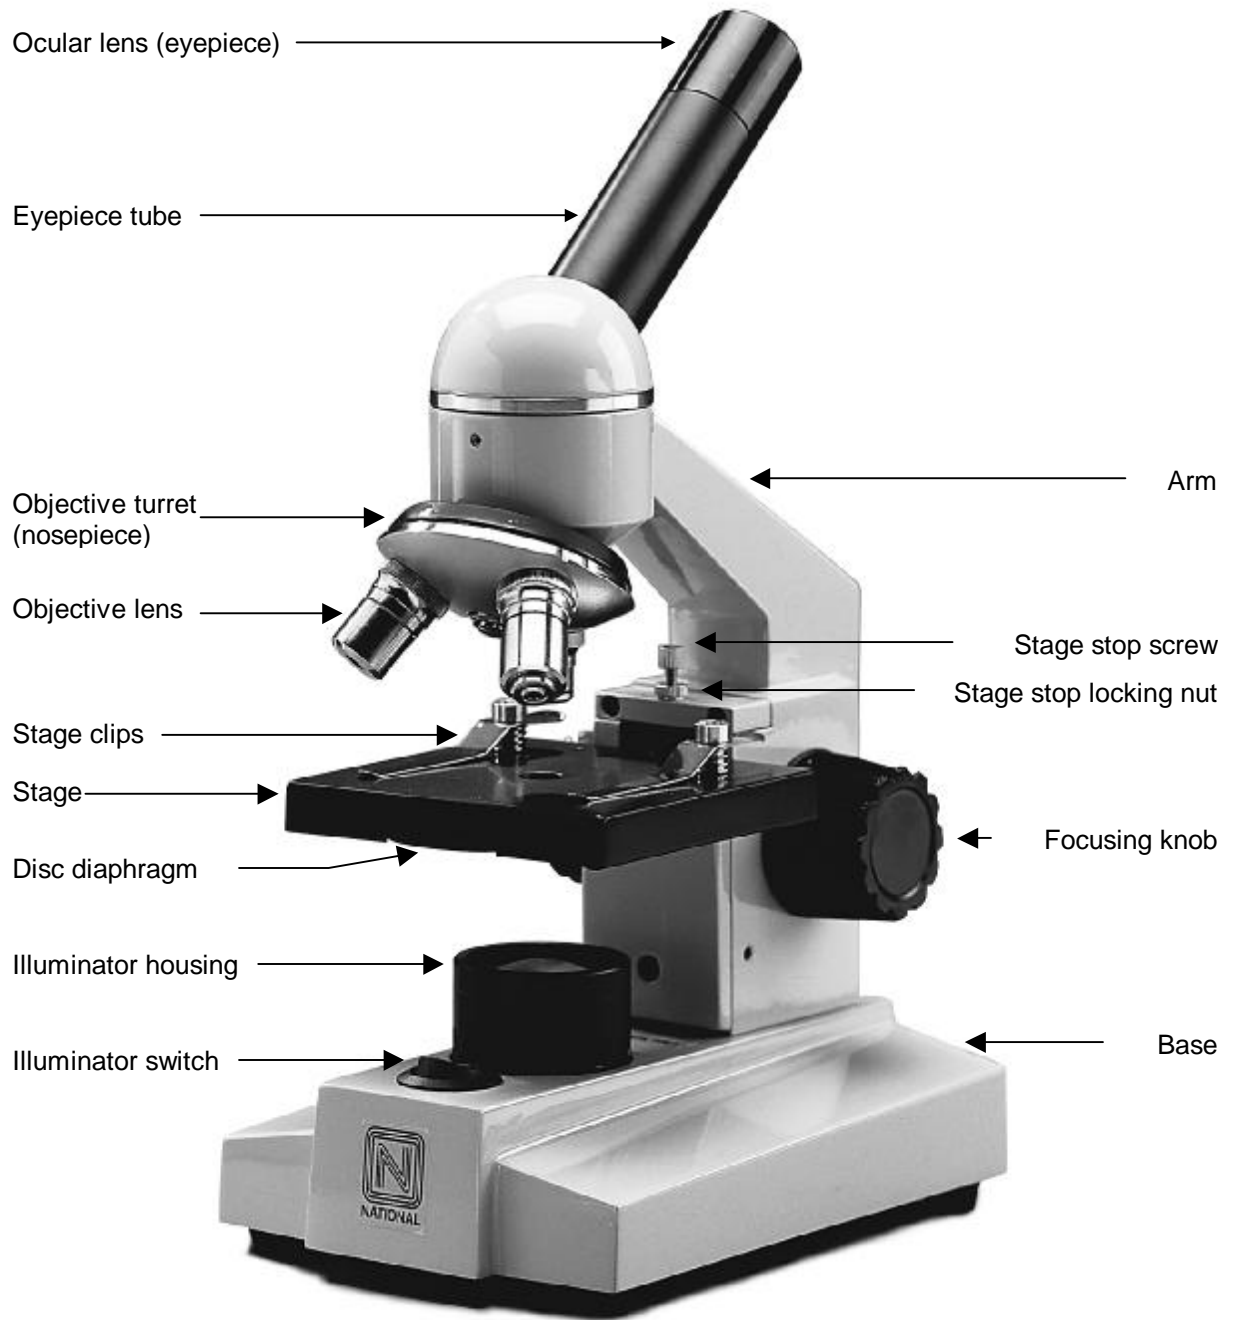 Ocular lens (eyepiece)
Eyepiece tube
Objective turret
(nosepiece)
Objective lens
Stage clips
Stage
Disc diaphragm
Illuminator housing
Illuminator switch
Arm
Stage stop screw
Stage stop locking nut
Focusing knob
Base
N
NATIONAL